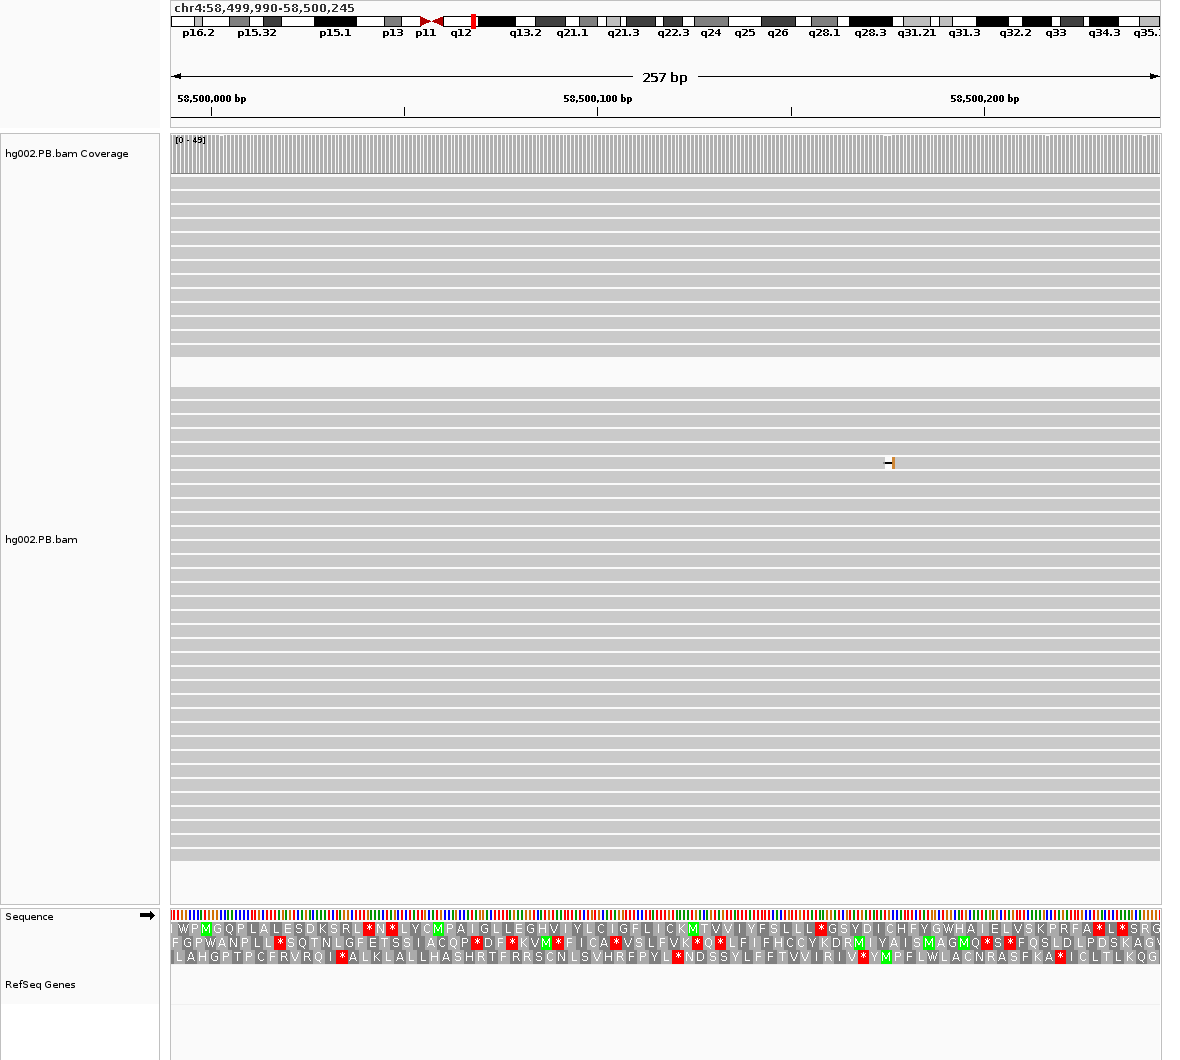 chr4:58,499,990-58,500,245
p16.2 p15.32 p15.1 p13 p11 q12 q13.2 q21.1 q21.3 q22.3 q24 q25 q26 q28.1 q28.3 q31.21 q31.3 q32.2 q33 q34.3
257 bp
58,500,000 bp 58,500,100 bp 58,500,200 bp
[0 - 45]
hg002.PB.bam Coverage
hg002.PB.bam
Sequence
IWPMGQPLALESDKSRL*N*LYCMPAIGLLEGHVIYLCIGFLICKMTVVIYFSLLL*GSYDICHFYGWHAIELVSKPRFA*L*SRG
FGPWANPLL*SQTNLGFETSSIACQP*DF*KVM*FICA*VSLFVK*Q*LFIFHCCYKDRMIYAISMAGMQ*S*FQSLDLPDSKAG
LAHGPTPCFRVRQI*ALKLALLHASHRTFRRSCNLSVHRFPYL*NDSSYLFFTVVIRIV*YMPFLWLACNRASFKA*ICLTLKQG
RefSeq Genes